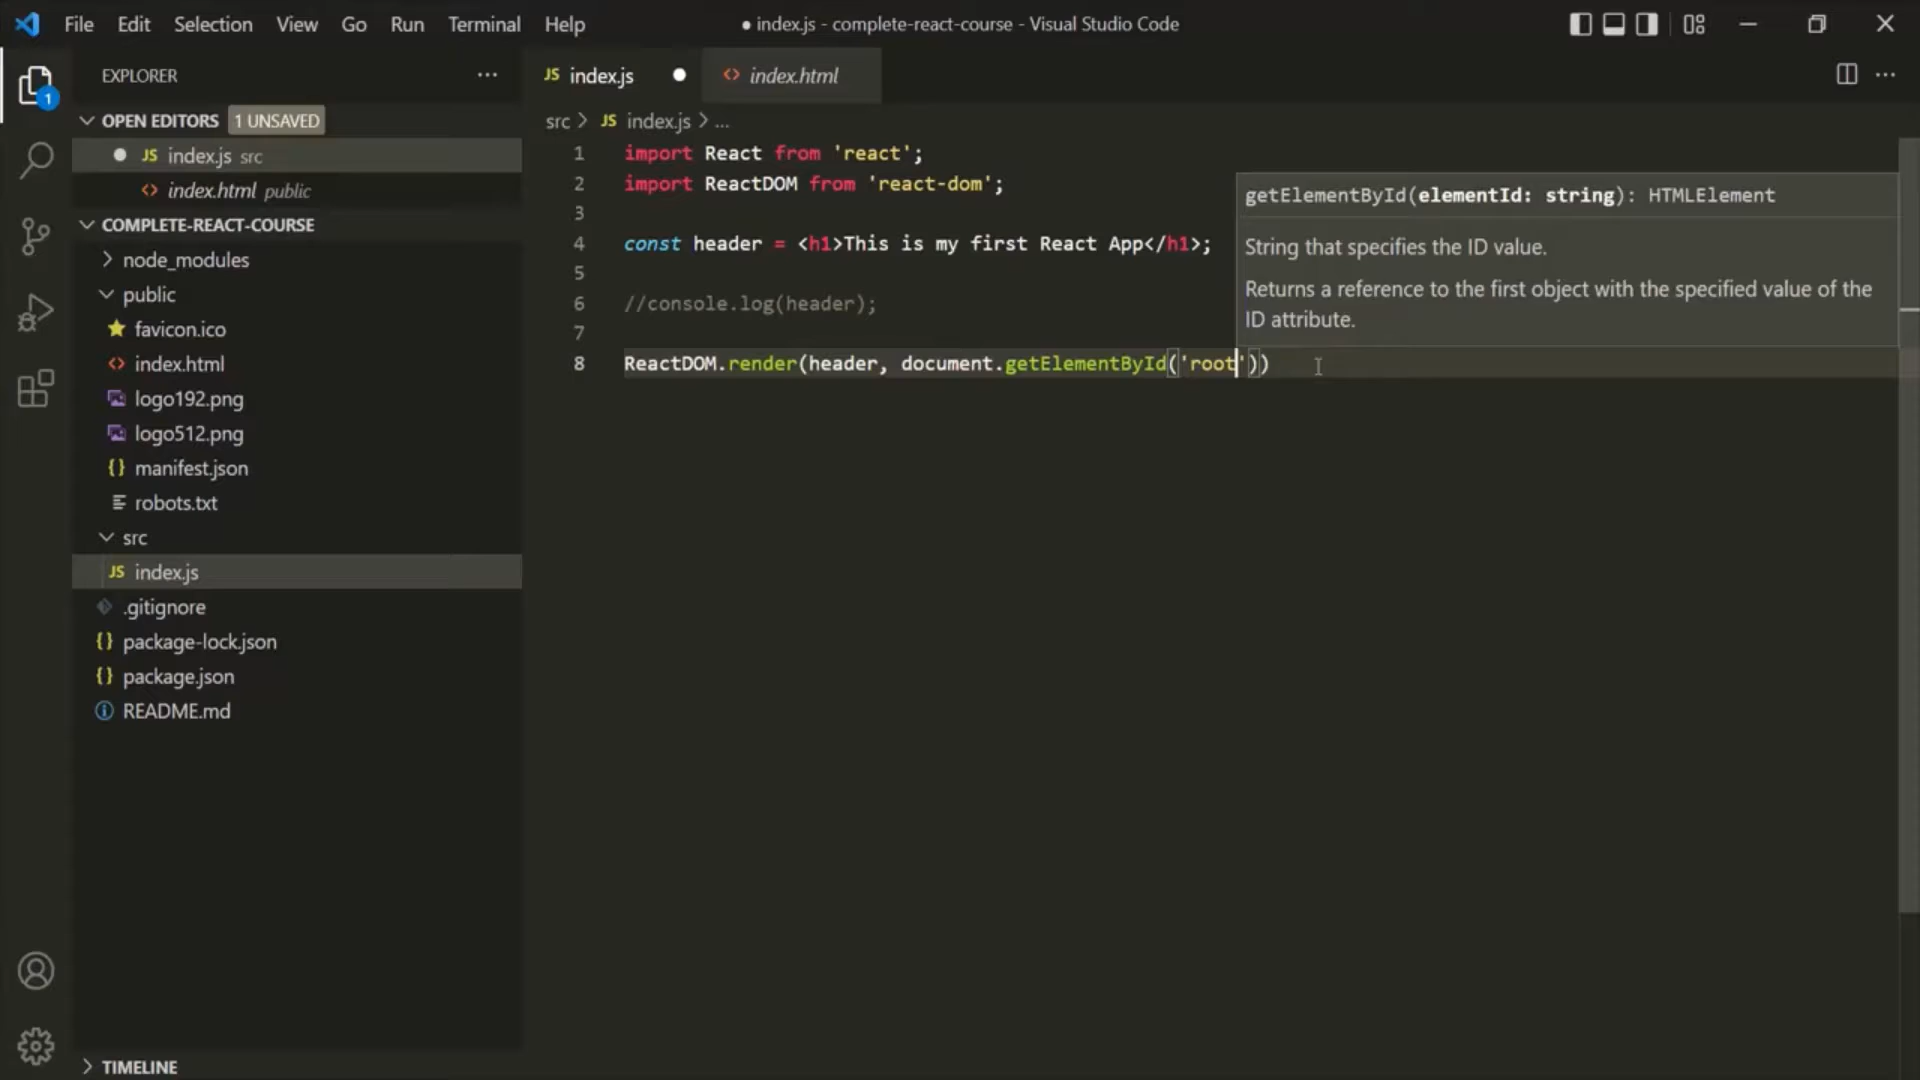 File Edit Selection View Go Run Terminal Help
● index.js - complete-react-course - Visual Studio Code
EXPLORER
JS index.js
<> index.html
1
OPEN EDITORS 1 UNSAVED
JS index.js src
<> index.html public
COMPLETE-REACT-COURSE
node_modules
public
favicon.ico
<> index.html
logo192.png
logo512.png
{} manifest.json
robots.txt
src
JS index.js
.gitignore
{} package-lock.json
{} package.json
README.md
TIMELINE
src > JS index.js > ...
1 import React from 'react';
2 import ReactDOM from 'react-dom';
3
4 const header = <h1>This is my first React App</h1>;
5
6 //console.log(header);
7
8 ReactDOM.render(header, document.getElementById('root'))
getElementById(elementId: string): HTMLElement
String that specifies the ID value.
Returns a reference to the first object with the specified value of the
ID attribute.